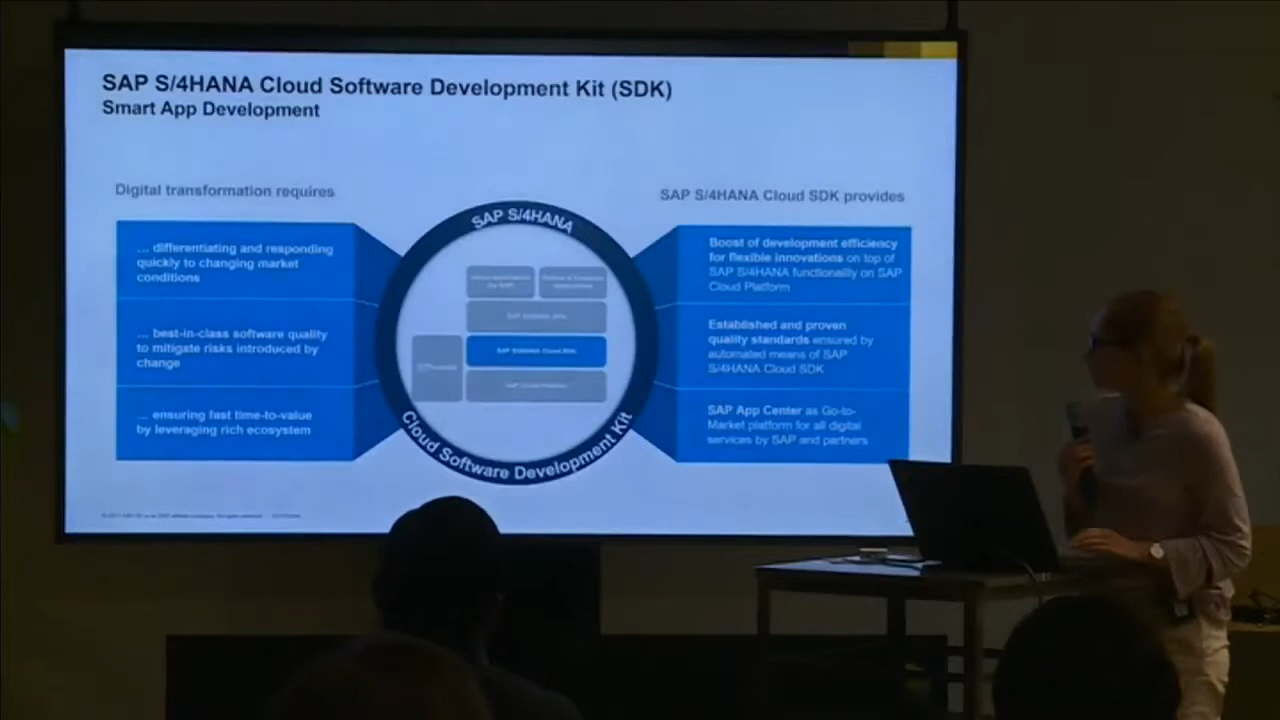 SAP S/4HANA Cloud Software Development Kit (SDK)
Smart App Development
Digital transformation requires
... differentiating and responding
quickly to changing market
conditions
... best-in-class software quality
to mitigate risks introduced by
change
... ensuring fast time-to-value
by leveraging rich ecosystem
SAP S/4HANA
SAP S/4HANA Cloud SDK
Cloud Software Development Kit
SAP S/4HANA Cloud SDK provides
Boost of development efficiency
for flexible innovations on top of
SAP S/4HANA functionality on SAP
Cloud Platform
Established and proven
quality standards ensured by
automated means of SAP
S/4HANA Cloud SDK
SAP App Center as Go-to-
Market platform for all digital
services by SAP and partners